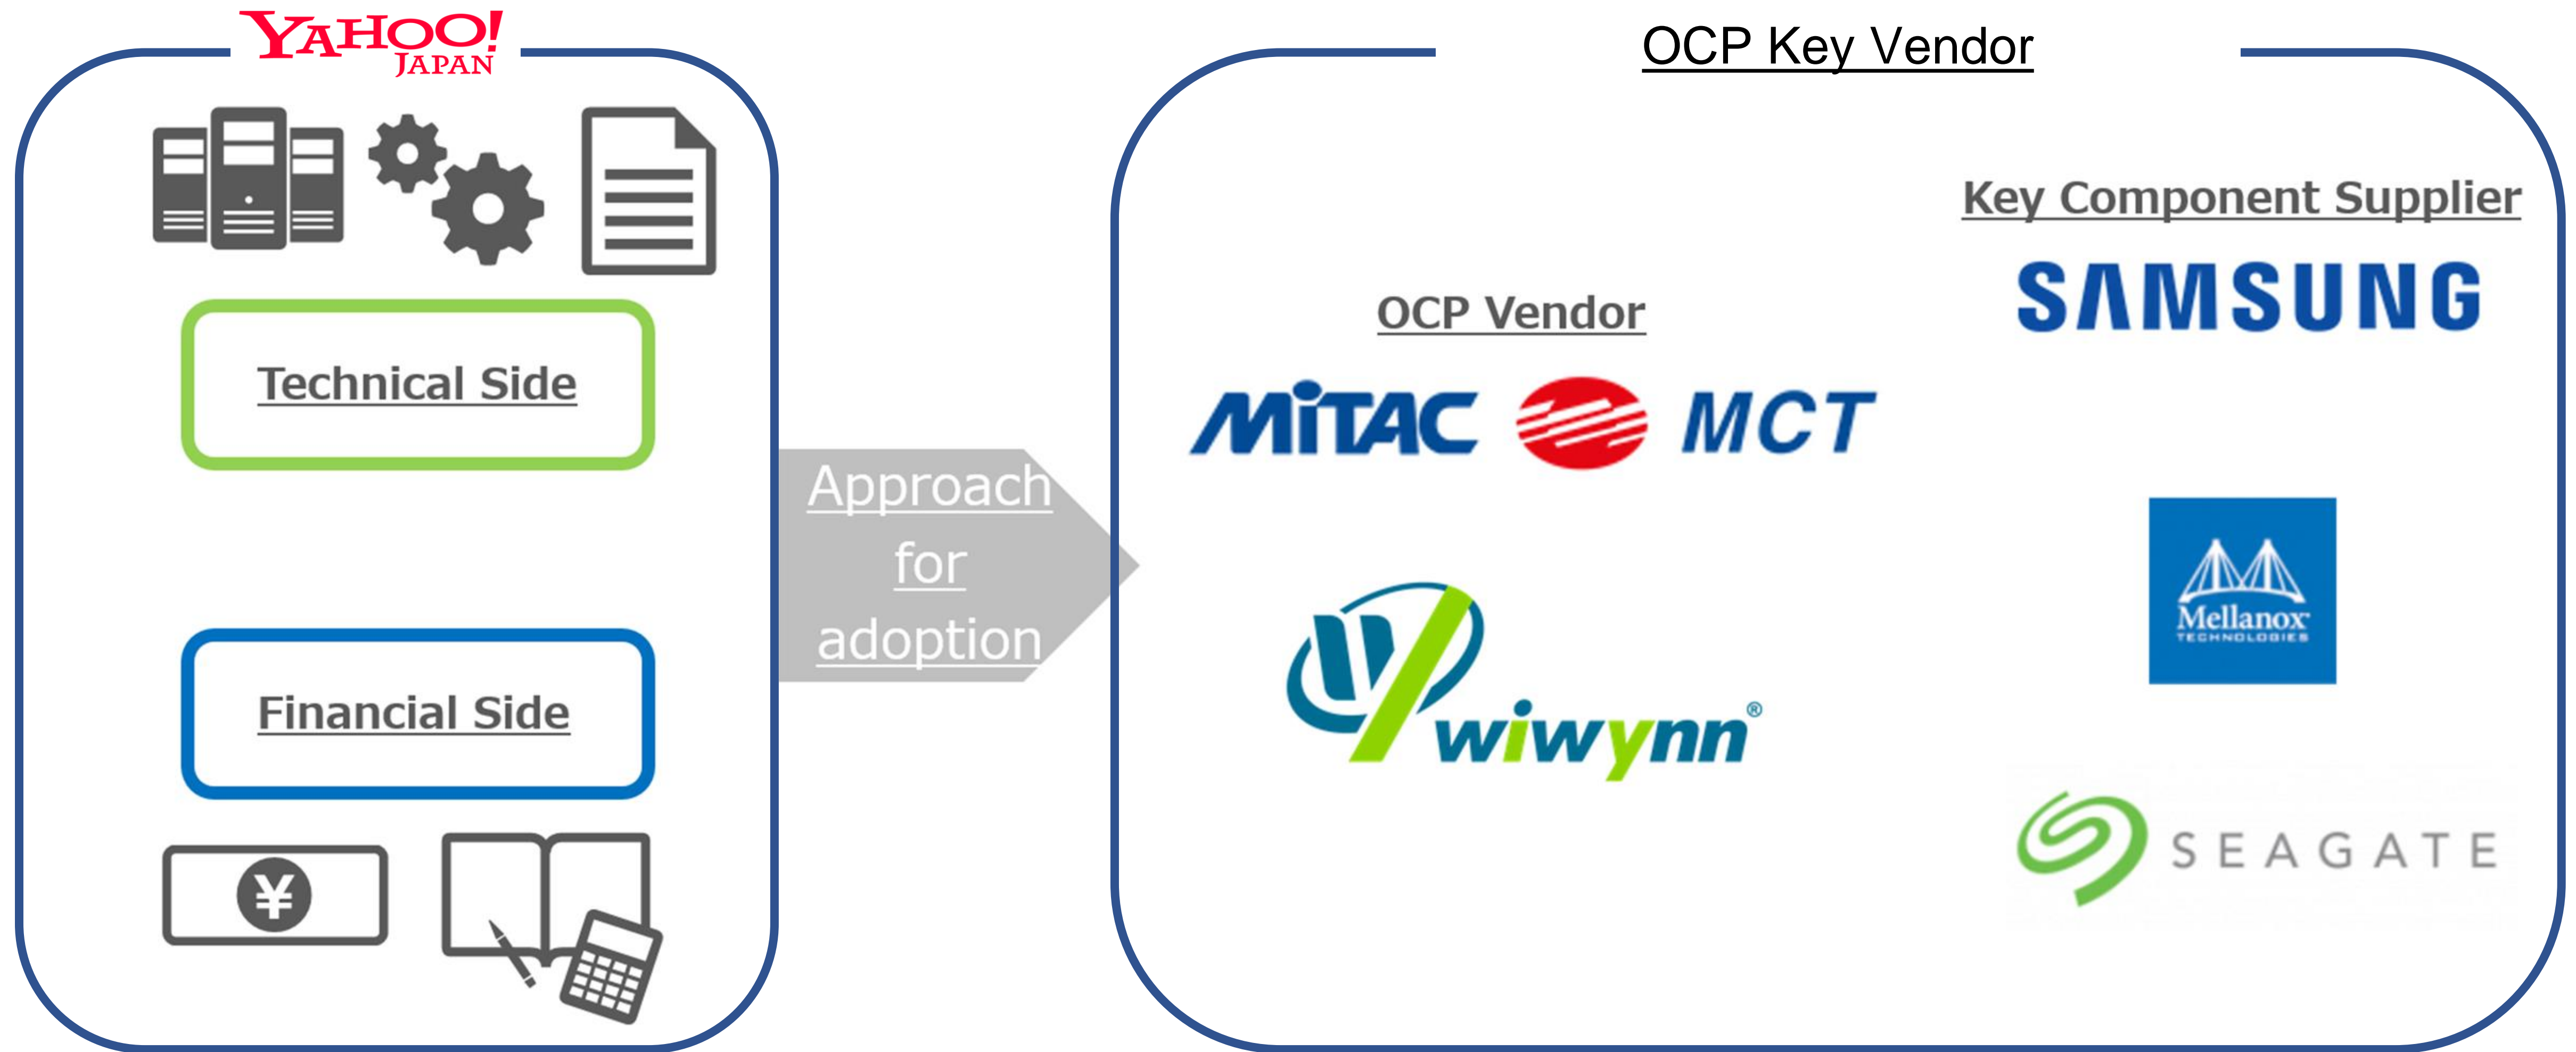 YAHOO!
JAPAN
Technical Side
Financial Side
¥
Approach
for
adoption
OCP Key Vendor
OCP Vendor
MiTAC MCT
wiwynn®
Key Component Supplier
SAMSUNG
Mellanox
TECHNOLOGIES
SEAGATE